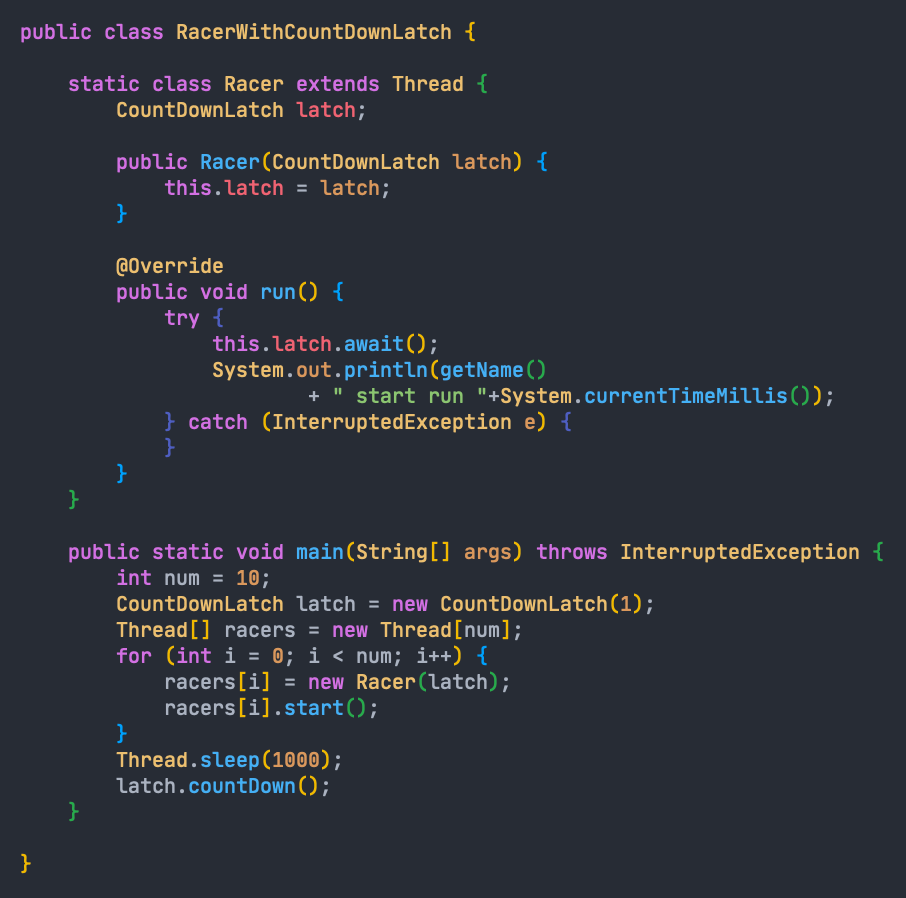 public class RacerWithCountDownLatch {
    static class Racer extends Thread {
        CountDownLatch latch;
        public Racer(CountDownLatch latch) {
            this.latch = latch;
        }
        @Override
        public void run() {
            try {
                this.latch.await();
                System.out.println(getName()
                        + " start run "+System.currentTimeMillis());
            } catch (InterruptedException e) {
            }
        }
    }
    public static void main(String[] args) throws InterruptedException {
        int num = 10;
        CountDownLatch latch = new CountDownLatch(1);
        Thread[] racers = new Thread[num];
        for (int i = 0; i < num; i++) {
            racers[i] = new Racer(latch);
            racers[i].start();
        }
        Thread.sleep(1000);
        latch.countDown();
    }
}